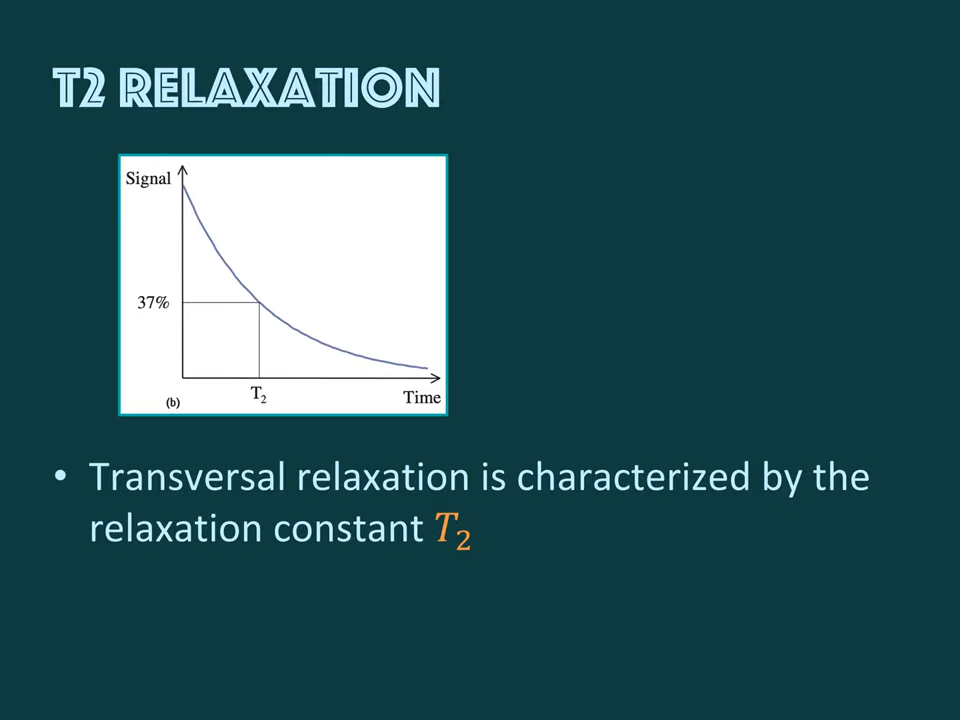 T2 RELAXATION
Signal
37%
T₂
Time
(b)
• Transversal relaxation is characterized by the
relaxation constant T₂